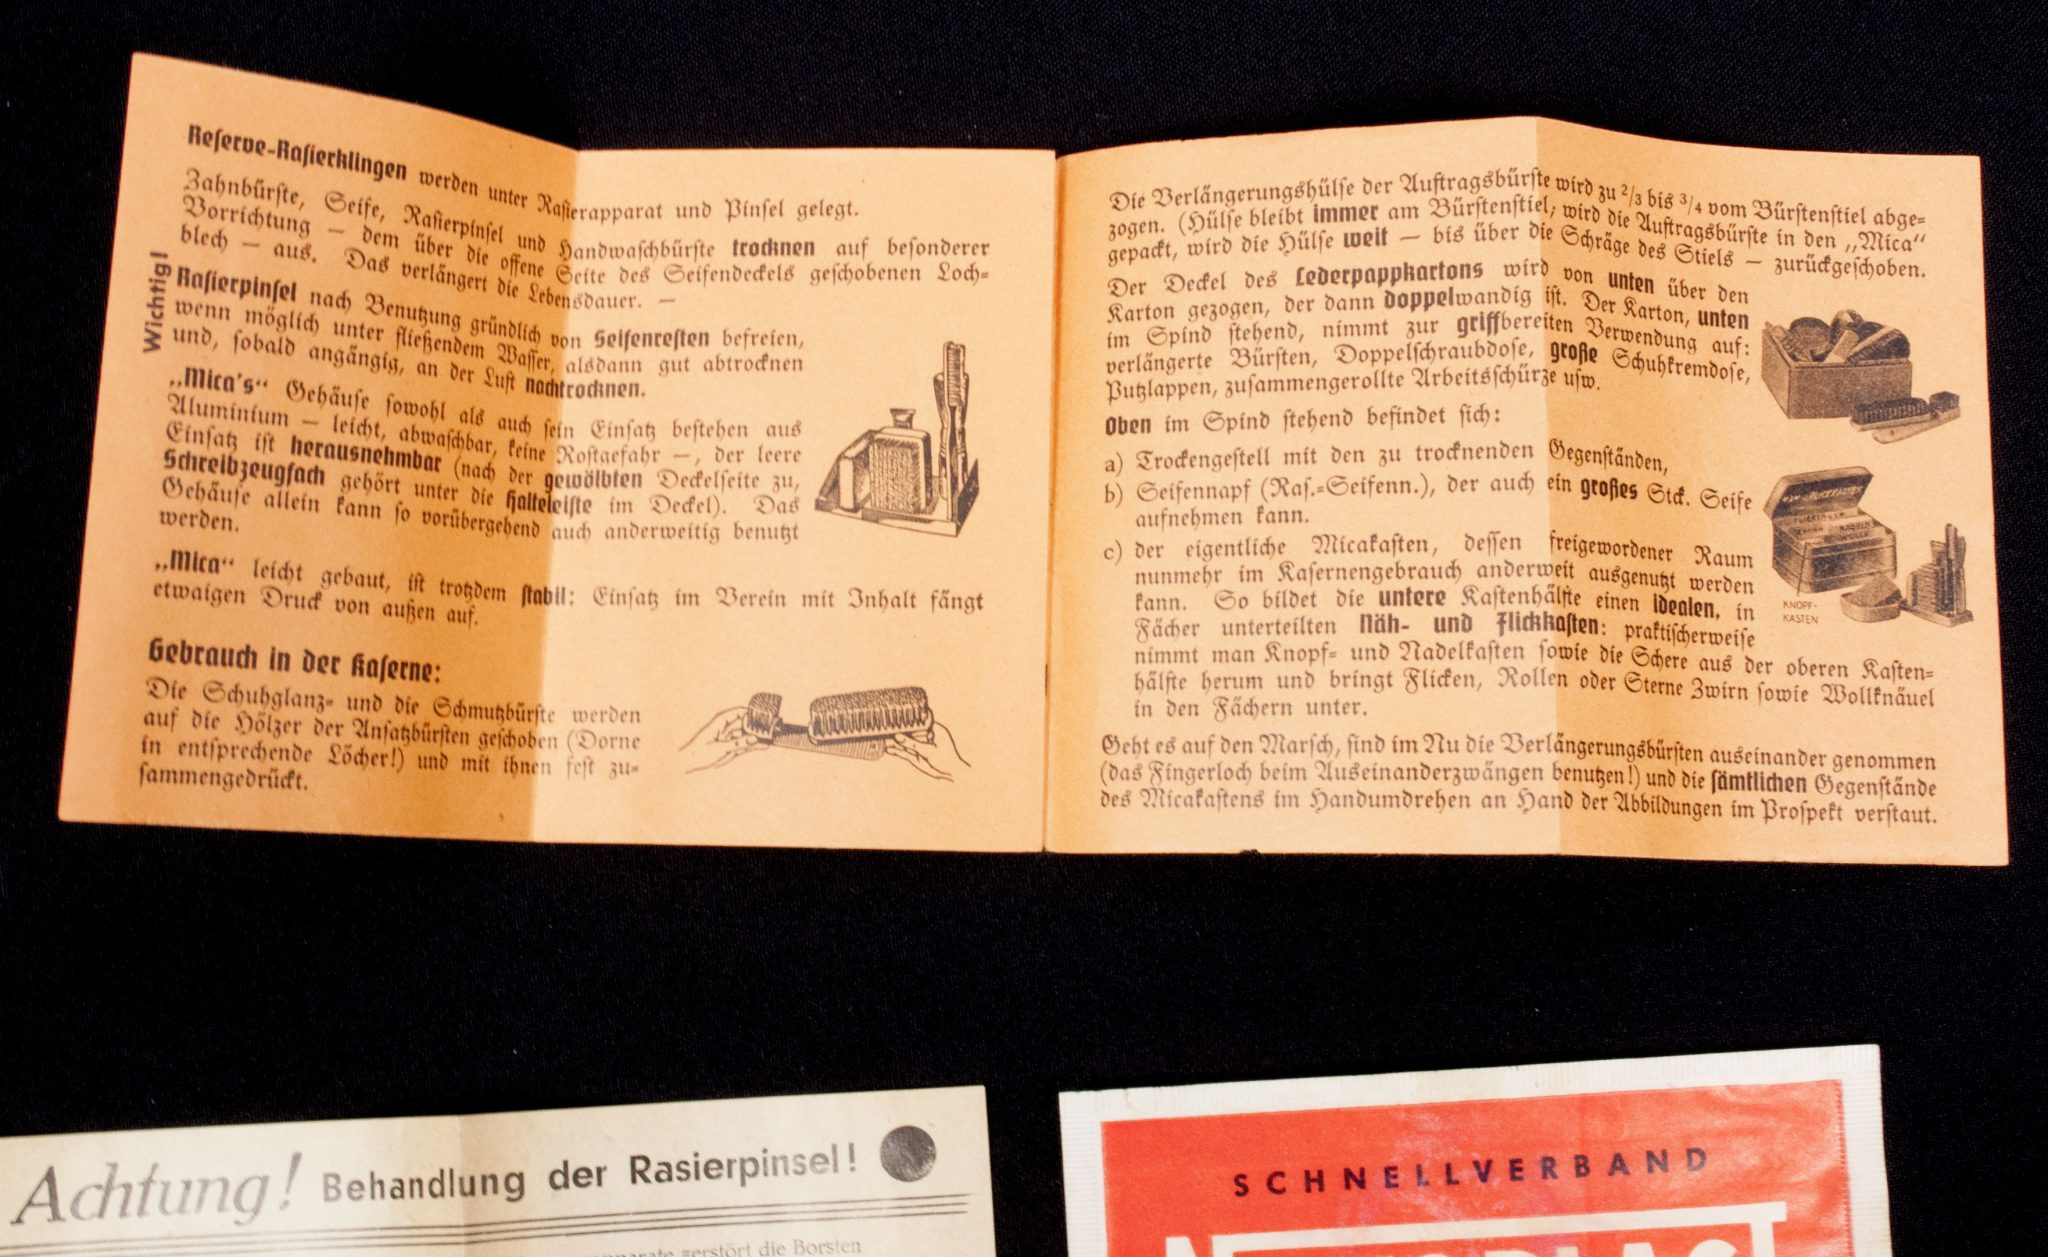 Wichtig!
Reserve-Rasierklingen werden unter Rasierapparat und Pinsel gelegt.
Zahnbürste, Seife, Rasierpinsel und Handwaschbürste trocknen auf besonderer
Vorrichtung — dem über die offene Seite des Seifendeckels geschobenen Loch-
blech — aus. Das verlängert die Lebensdauer. —
Rasierpinsel nach Benutzung gründlich von Seifenresten befreien,
wenn möglich unter fließendem Wasser, alsdann gut abtrocknen
und, sobald angängig, an der Luft nachtrocknen.
„Mica's“ Gehäuse sowohl als auch sein Einsatz bestehen aus
Aluminium — leicht, abwaschbar, keine Rostgefahr —, der leere
Einsatz ist herausnehmbar (nach der gewölbten Deckelseite zu,
Schreibzeugfach gehört unter die Halteleiste im Deckel). Das
Gehäuse allein kann so vorübergehend auch anderweitig benutzt
werden.
„Mica“ leicht gebaut, ist trotzdem stabil: Einsatz im Verein mit Inhalt fängt
etwaigen Druck von außen auf.
Gebrauch in der Kaserne:
Die Schuhglanz- und die Schmutzbürste werden
auf die Hölzer der Ansatzbürsten geschoben (Dorne
in entsprechende Löcher!) und mit ihnen fest zu-
sammengedrückt.
Die Verlängerungshülse der Auftragsbürste wird zu 2/3 bis 3/4 vom Bürstenstiel abge-
zogen. (Hülse bleibt immer am Bürstenstiel, wird die Auftragsbürste in den „Mica“
gepackt, wird die Hülse weit — bis über die Schräge des Stiels — zurückgeschoben.
Der Deckel des Lederpappkartons wird von unten über den
Karton gezogen, der dann doppelwandig ist. Der Karton, unten
im Spind stehend, nimmt zur griffbereiten Verwendung auf:
verlängerte Bürsten, Doppelschraubdose, große Schuhkremdose,
Putzlappen, zusammengerollte Arbeitsschürze usw.
Oben im Spind stehend befindet sich:
a) Trockengestell mit den zu trocknenden Gegenständen,
b) Seifennapf (Ras.-Seifenn.), der auch ein großes Stck. Seife
aufnehmen kann.
c) der eigentliche Micakasten, dessen freigewordener Raum
nunmehr im Kasernengebrauch anderweit ausgenutzt werden
kann. So bildet die untere Kastenhälfte einen idealen, in
Fächer unterteilten Näh- und Flickkasten: praktischerweise
nimmt man Knopf- und Nadelkasten sowie die Schere aus der oberen Kasten-
hälfte herum und bringt Flicken, Rollen oder Sterne Zwirn sowie Wollknäuel
in den Fächern unter.
KNOPF-
KASTEN
Geht es auf den Marsch, sind im Nu die Verlängerungsbürsten auseinander genommen
(das Fingerloch beim Auseinanderzwängen benutzen!) und die sämtlichen Gegenstände
des Micakastens im Handumdrehen an Hand der Abbildungen im Prospekt verstaut.
Achtung! Behandlung der Rasierpinsel!
zerstört die Borsten
SCHNELLVERBAND